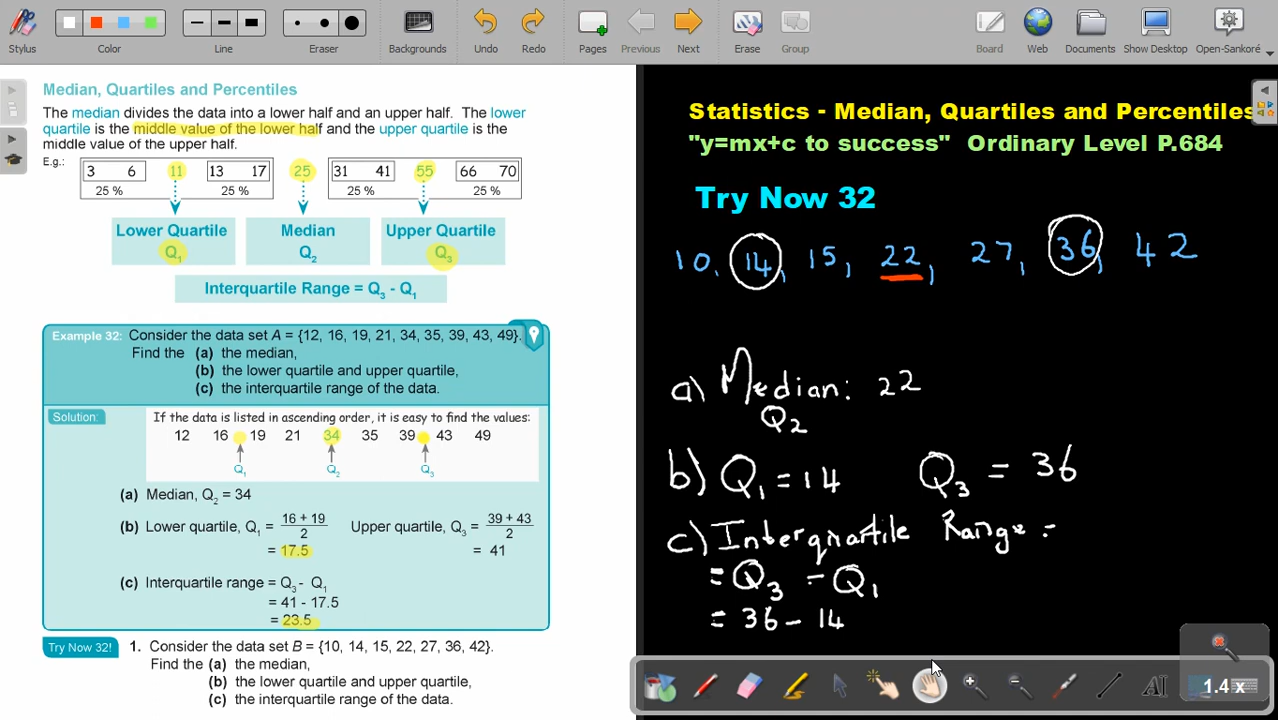 Color Line Eraser Backgrounds Undo Redo Pages Previous Next Erase Group Board Web Documents Show Desktop Open-Sankoré
Stylus
Median, Quartiles and Percentiles
The median divides the data into a lower half and an upper half. The lower
quartile is the middle value of the lower half and the upper quartile is the
middle value of the upper half.
E.g.:
3 6 11 13 17 25 31 41 55 66 70
25 % 25 % 25 % 25 %
Lower Quartile Median Upper Quartile
Q1 Q2 Q3
Interquartile Range = Q3 - Q1
Example 32: Consider the data set A = {12, 16, 19, 21, 34, 35, 39, 43, 49}.
Find the (a) the median,
(b) the lower quartile and upper quartile,
(c) the interquartile range of the data.
Solution:
If the data is listed in ascending order, it is easy to find the values:
12 16 19 21 34 35 39 43 49
Q1 Q2 Q3
(a) Median, Q2 = 34
(b) Lower quartile, Q1 = 16 + 19 / 2 Upper quartile, Q3 = 39 + 43 / 2
= 17.5 = 41
(c) Interquartile range = Q3 - Q1
= 41 - 17.5
= 23.5
Try Now 32! 1. Consider the data set B = {10, 14, 15, 22, 27, 36, 42}.
Find the (a) the median,
(b) the lower quartile and upper quartile,
(c) the interquartile range of the data.
Statistics - Median, Quartiles and Percentiles
"y=mx+c to success" Ordinary Level P.684
Try Now 32
10, 14, 15, 22, 27, 36, 42
a) Median: 22
Q2
b) Q1 = 14 Q3 = 36
c) Interquartile Range =
= Q3 - Q1
= 36 - 14
1.4 x